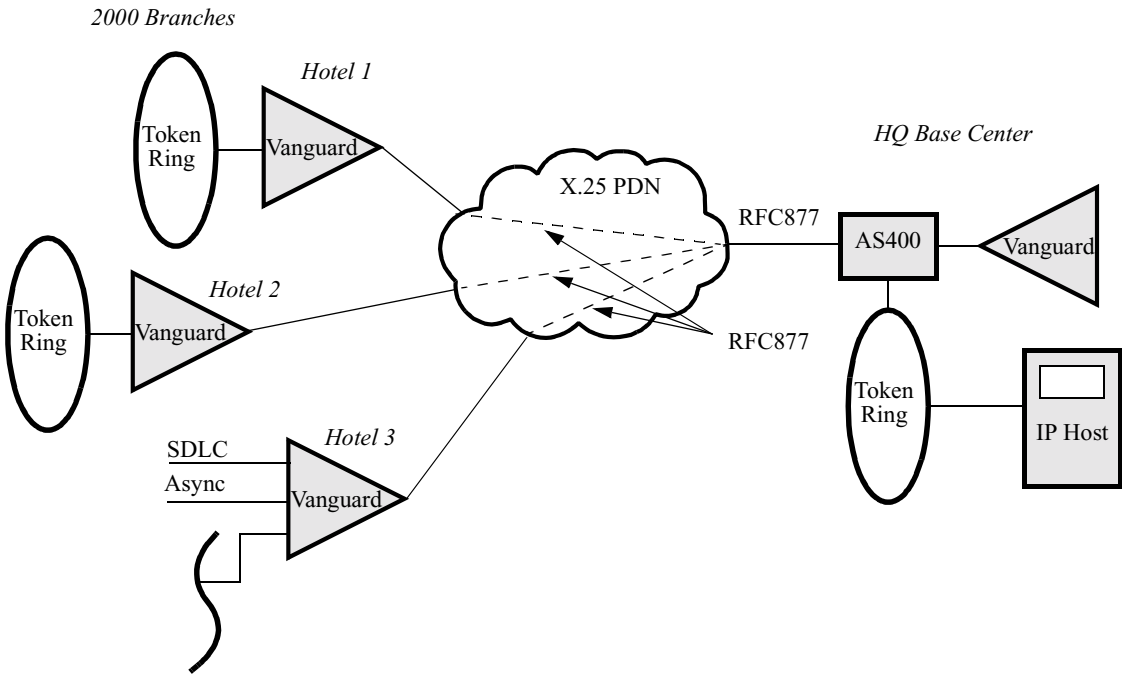 2000 Branches
Hotel 1
Token
Ring
Vanguard
HQ Base Center
X.25 PDN
RFC877
AS400
Vanguard
Hotel 2
Token
Ring
Vanguard
RFC877
Token
Ring
IP Host
Hotel 3
SDLC
Async
Vanguard